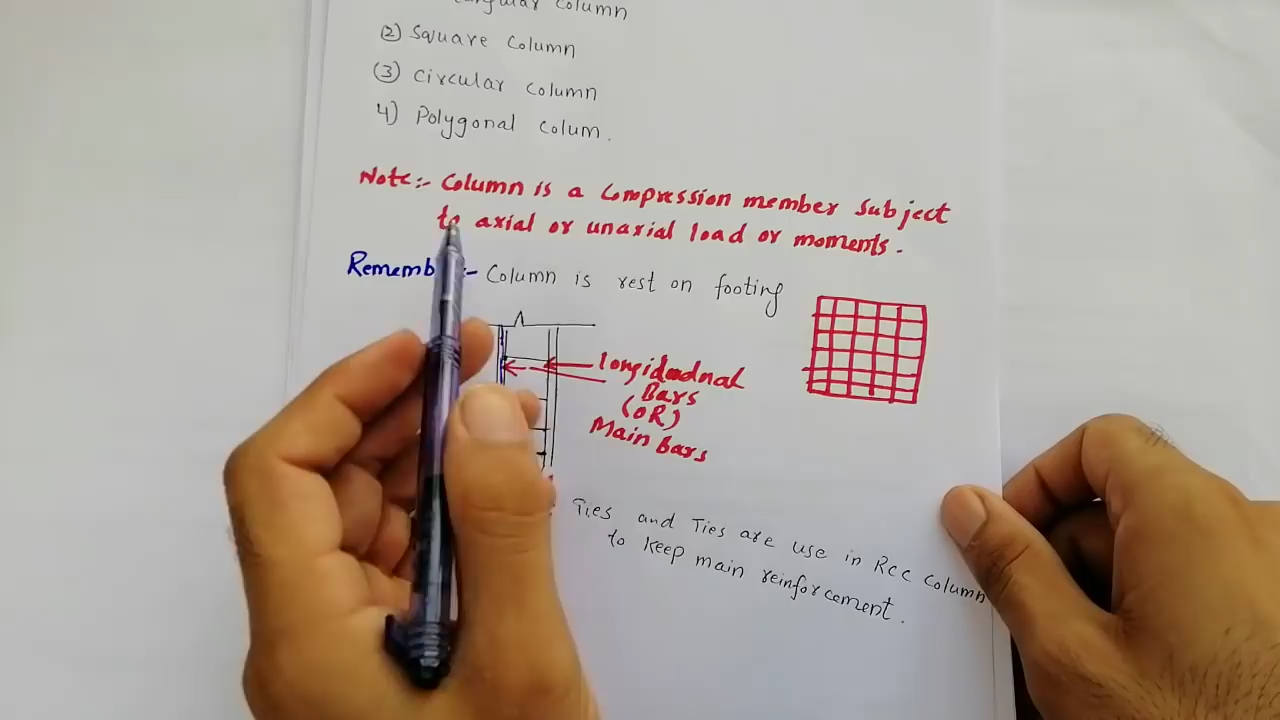 Column
② Square Column
③ Circular Column
4) Polygonal Colum.
Note:- Column is a Compression member Subject
to axial or unaxial load or moments.
Column is rest on footing
Bars
(OR)
Main Bars
Ties and Ties are use in RCC Column
to keep main reinforcement.